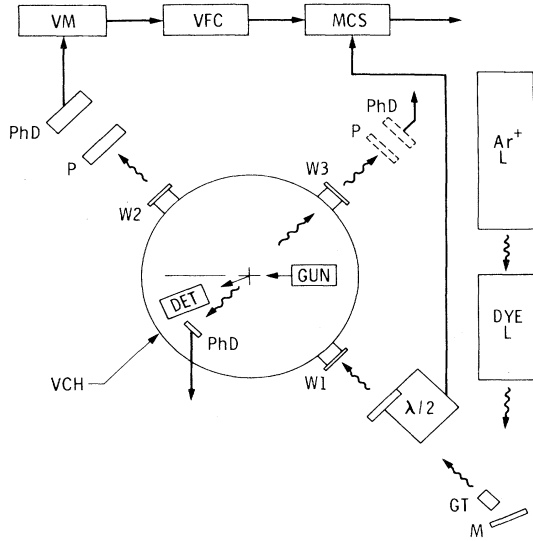 VM
VFC
MCS
PhD
P
PhD
P
Ar+
L
W2
W3
GUN
DET
PhD
DYE
L
VCH
W1
λ/2
GT
M